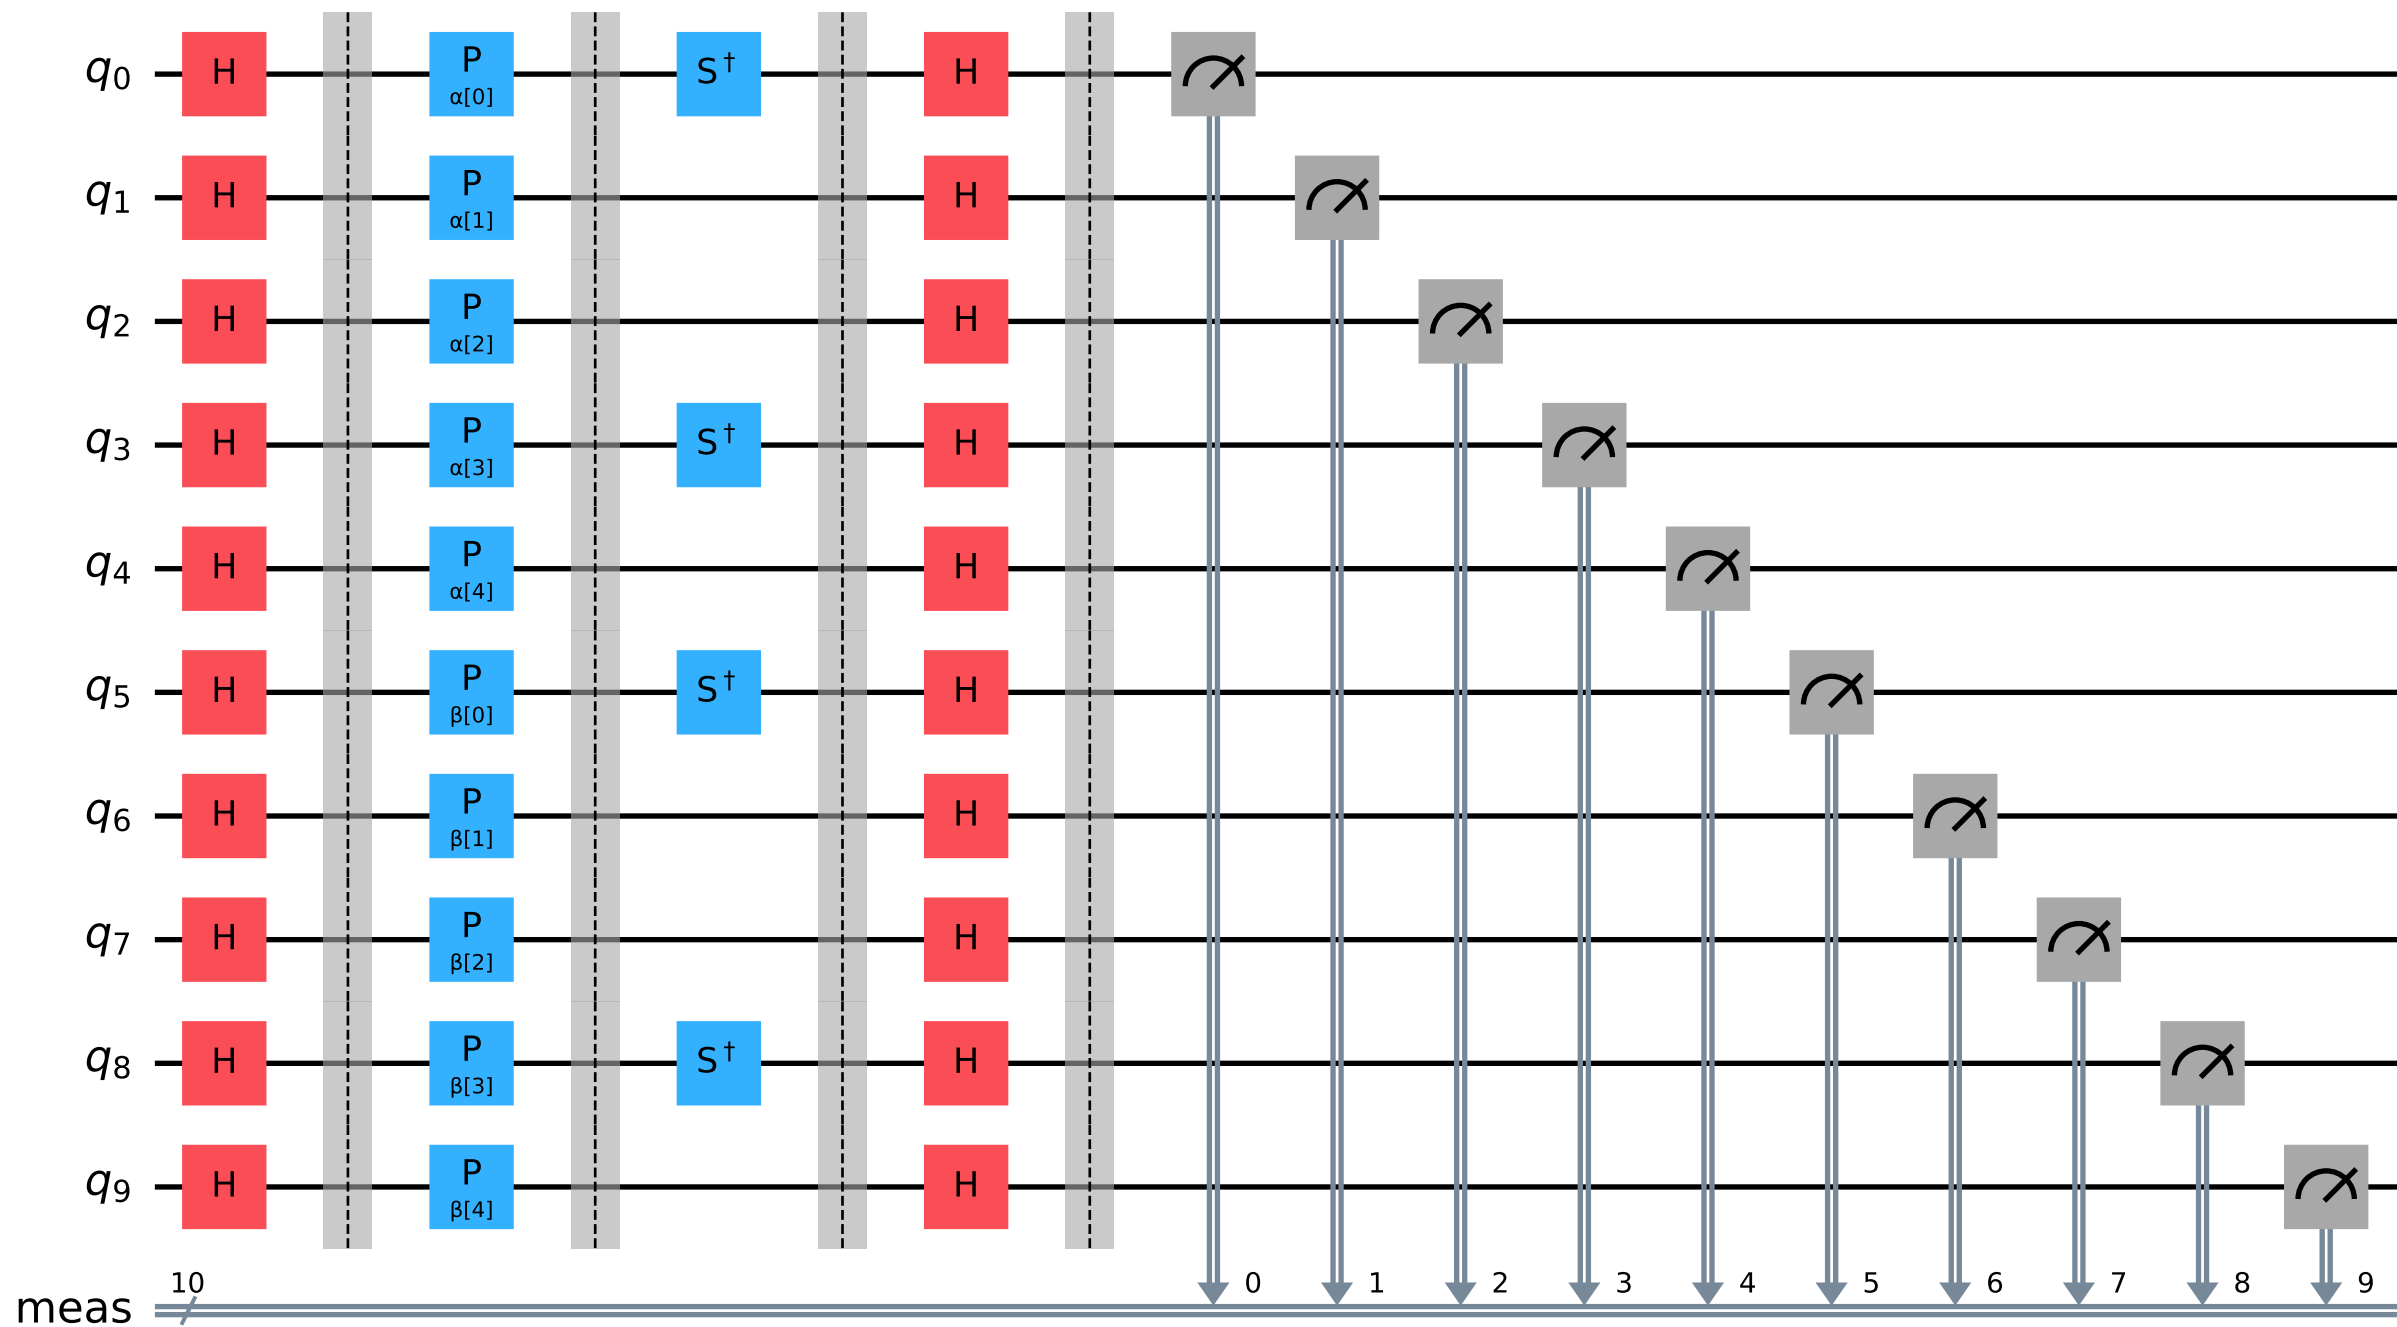 q0 H P α[0] S† H
q1 H P α[1] H
q2 H P α[2] H
q3 H P α[3] S† H
q4 H P α[4] H
q5 H P β[0] S† H
q6 H P β[1] H
q7 H P β[2] H
q8 H P β[3] S† H
q9 H P β[4] H
10 0 1 2 3 4 5 6 7 8 9
meas